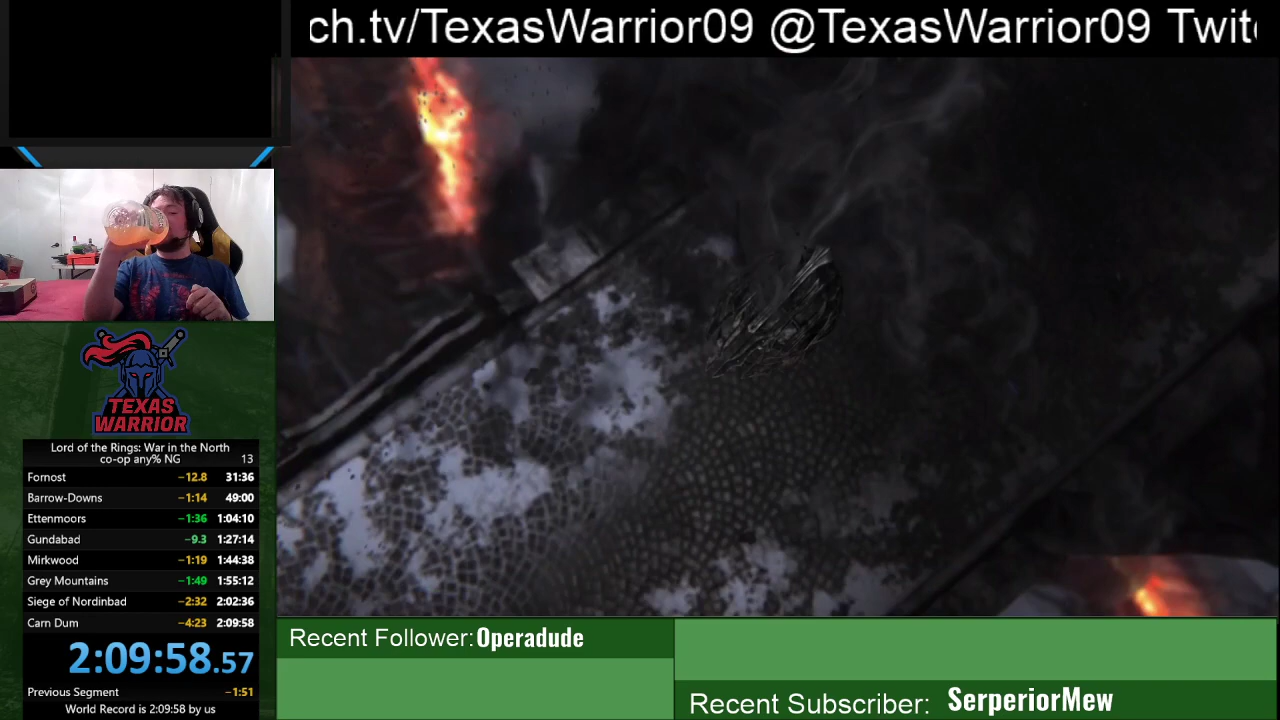 ch.tv/TexasWarrior09 @TexasWarrior09 Twitc
TEXAS
WARRIOR
Lord of the Rings: War in the North
co-op any% NG 13
Fornost −12.8 31:36
Barrow-Downs −1:14 49:00
Ettenmoors −1:36 1:04:10
Gundabad −9.3 1:27:14
Mirkwood −1:19 1:44:38
Grey Mountains −1:49 1:55:12
Siege of Nordinbad −2:32 2:02:36
Carn Dum −4:23 2:09:58
2:09:58.57
Previous Segment −1:51
World Record is 2:09:58 by us
Recent Follower: Operadude
Recent Subscriber: SerperiorMew